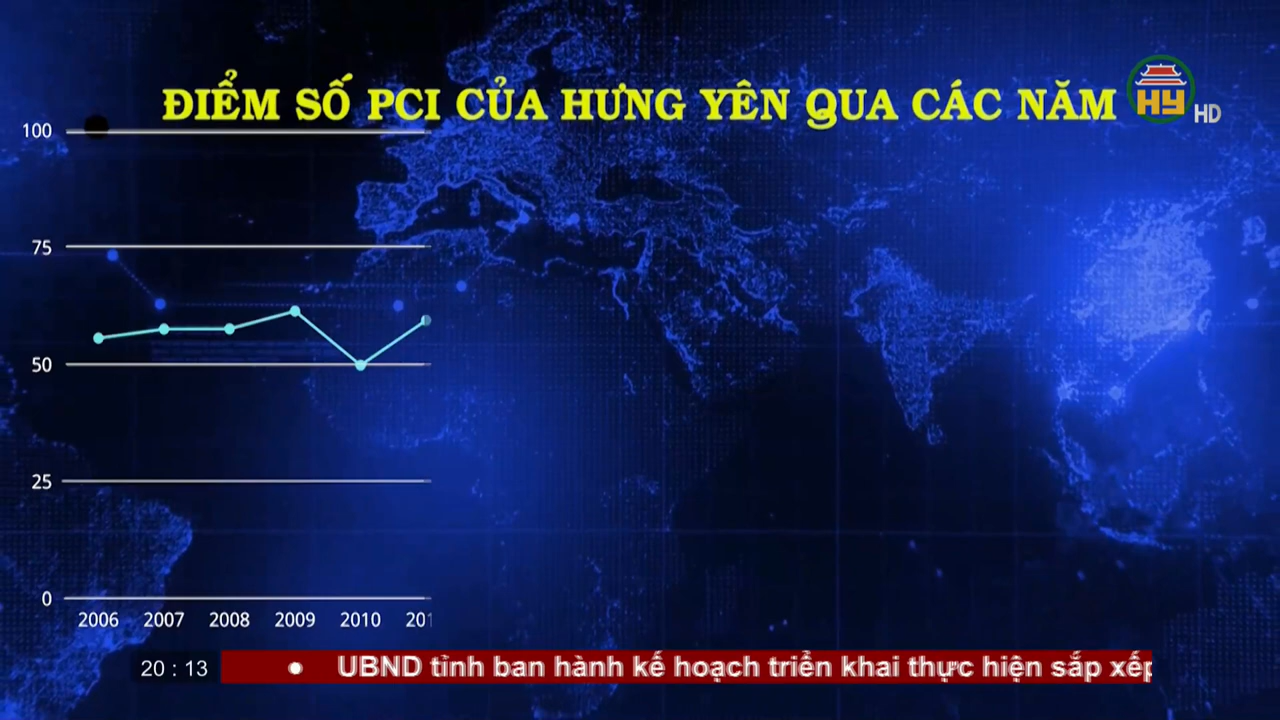 ĐIỂM SỐ PCI CỦA HƯNG YÊN QUA CÁC NĂM
HY HD
100
75
50
25
0
2006 2007 2008 2009 2010
20 : 13 • UBND tỉnh ban hành kế hoạch triển khai thực hiện sắp xếp